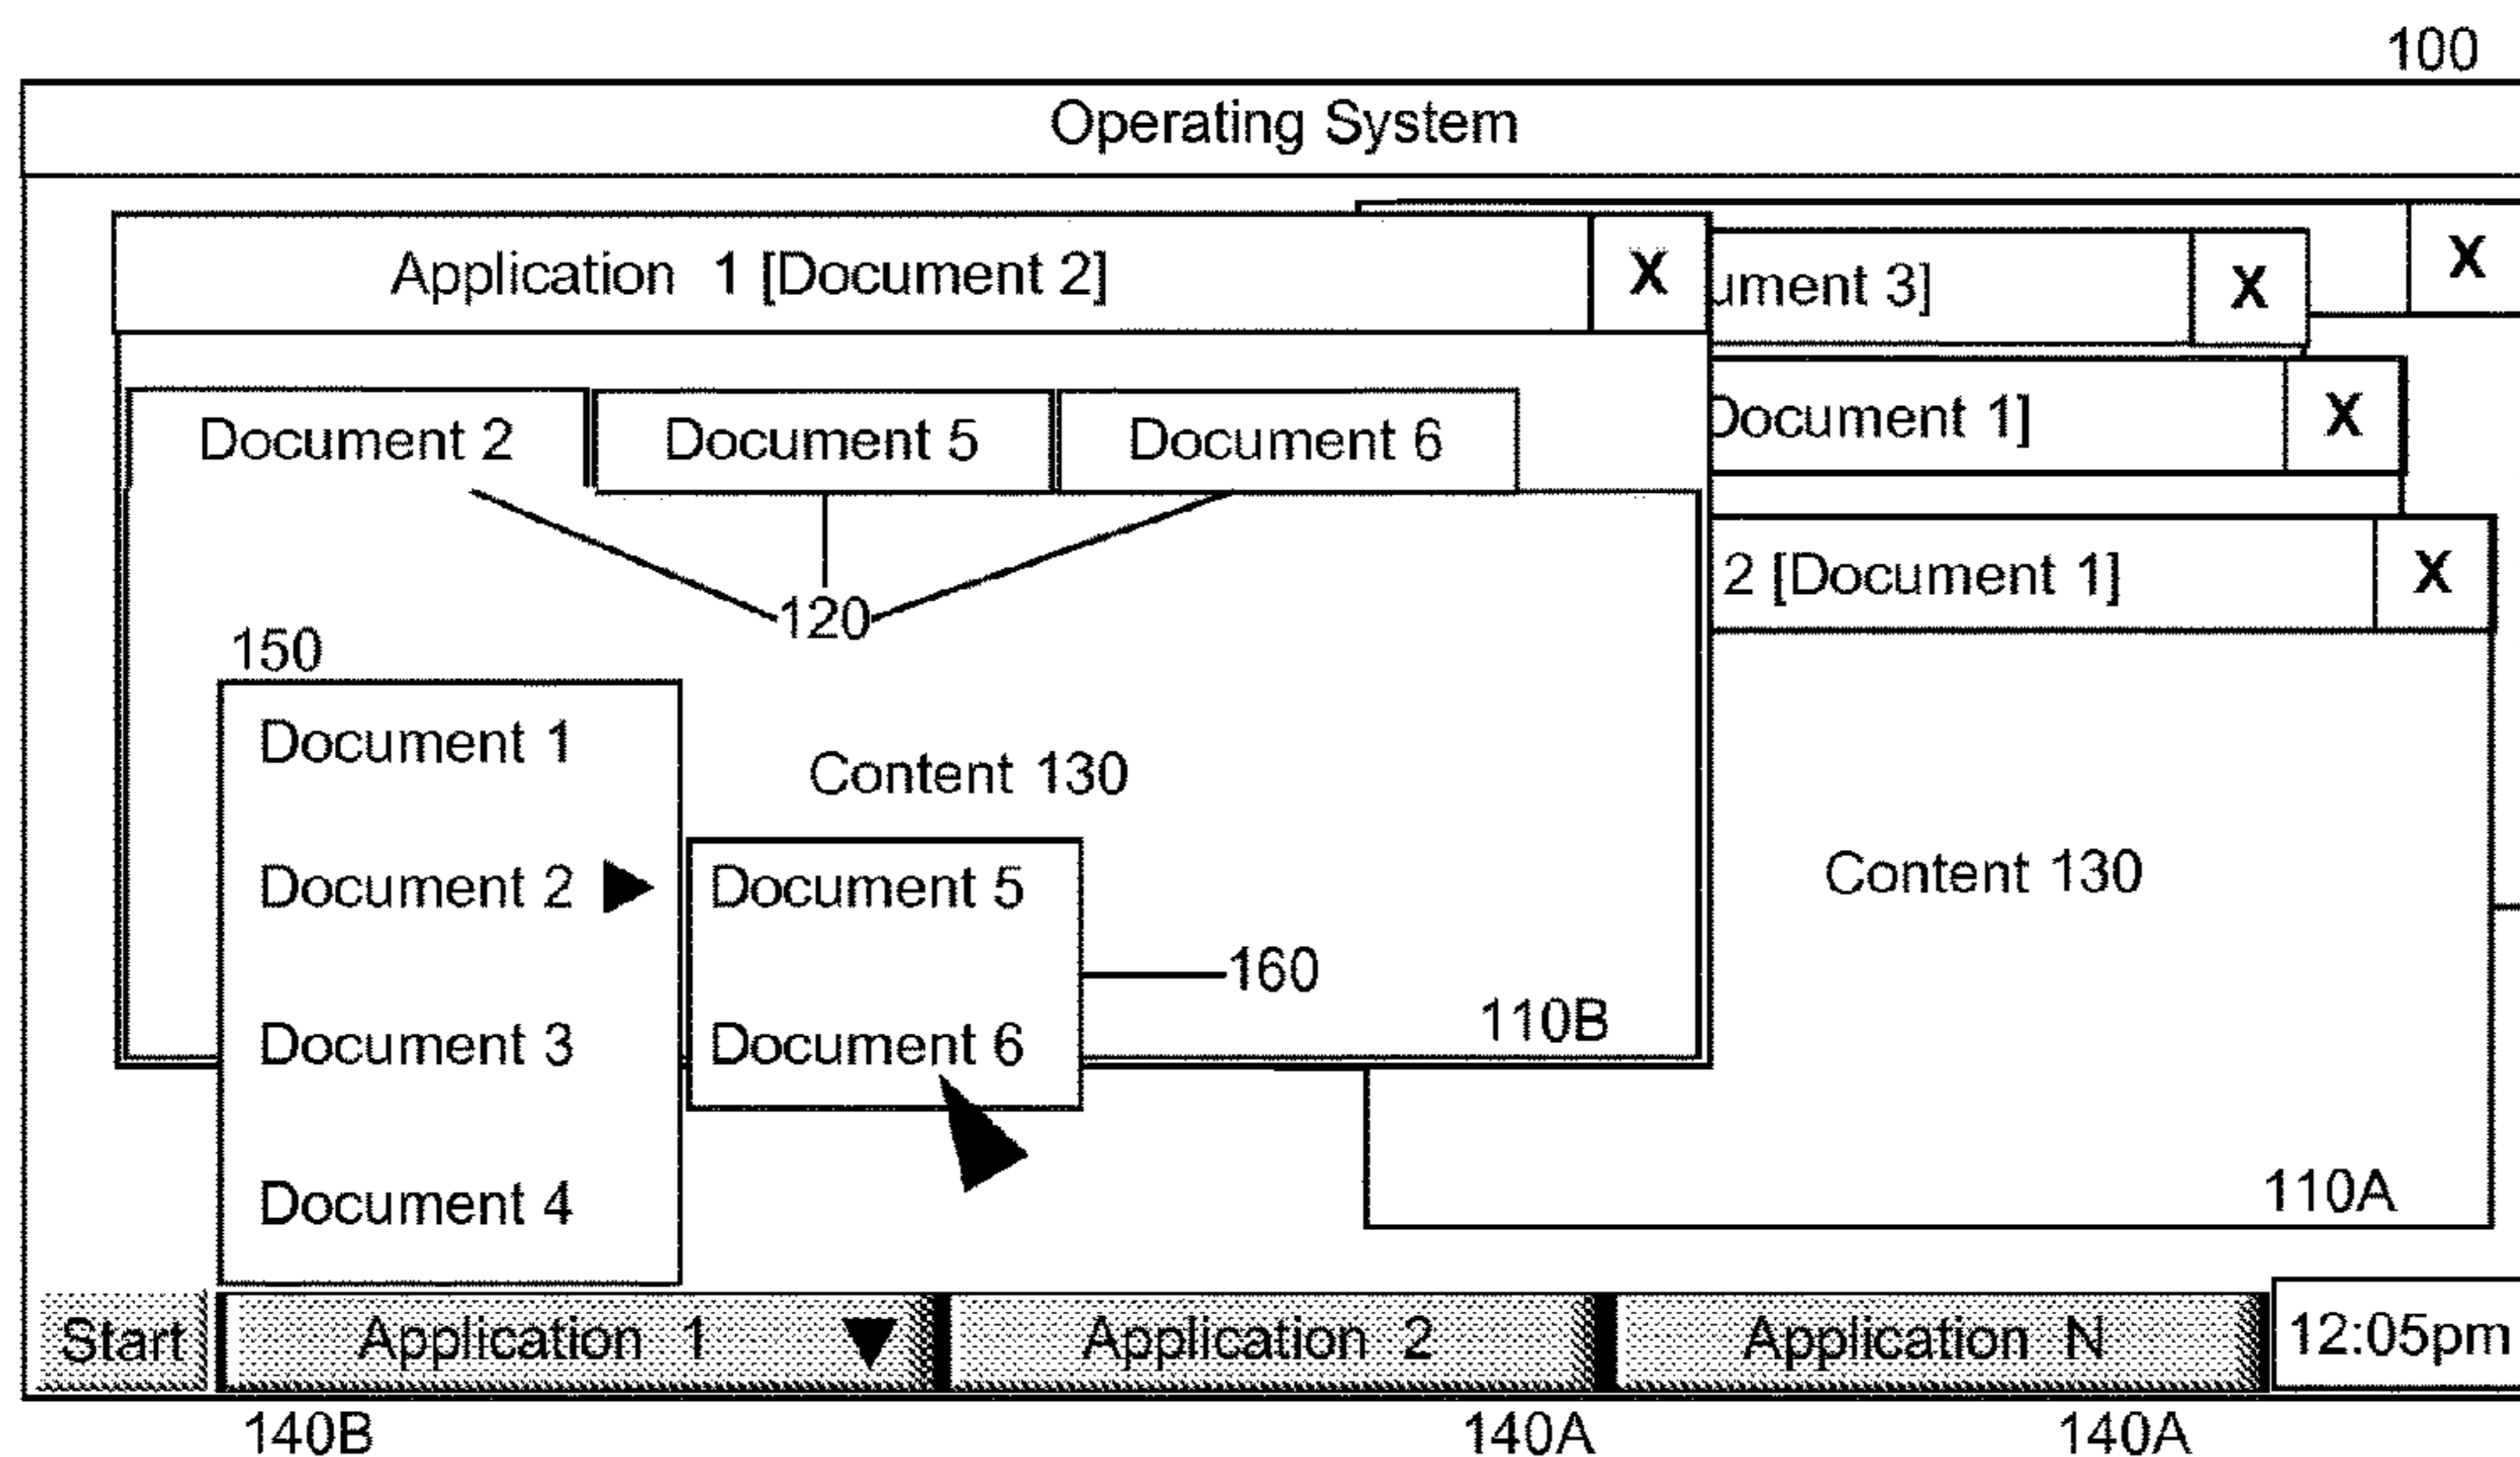 100
Operating System
X
Application 1 [Document 2] X
ument 3] X
Document 1] X
Document 2 Document 5 Document 6
2 [Document 1] X
120
150
Document 1
Content 130
Document 2 Document 5
Content 130
160
110B
Document 3 Document 6
110A
Document 4
Start Application 1 Application 2 Application N 12:05pm
140B 140A 140A